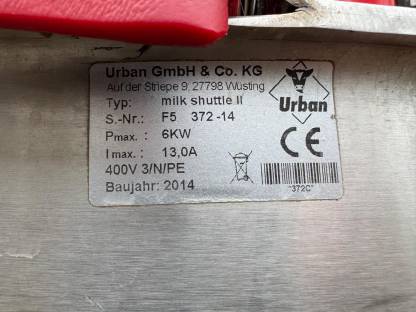 Urban GmbH & Co. KG
Auf der Striepe 9; 27798 Wüsting
Typ: milk shuttle II
S.-Nr.: F5 372 -14
Pmax. : 6KW
I max. : 13,0A
400V 3/N/PE
Baujahr: 2014
Urban
CE
"372C"